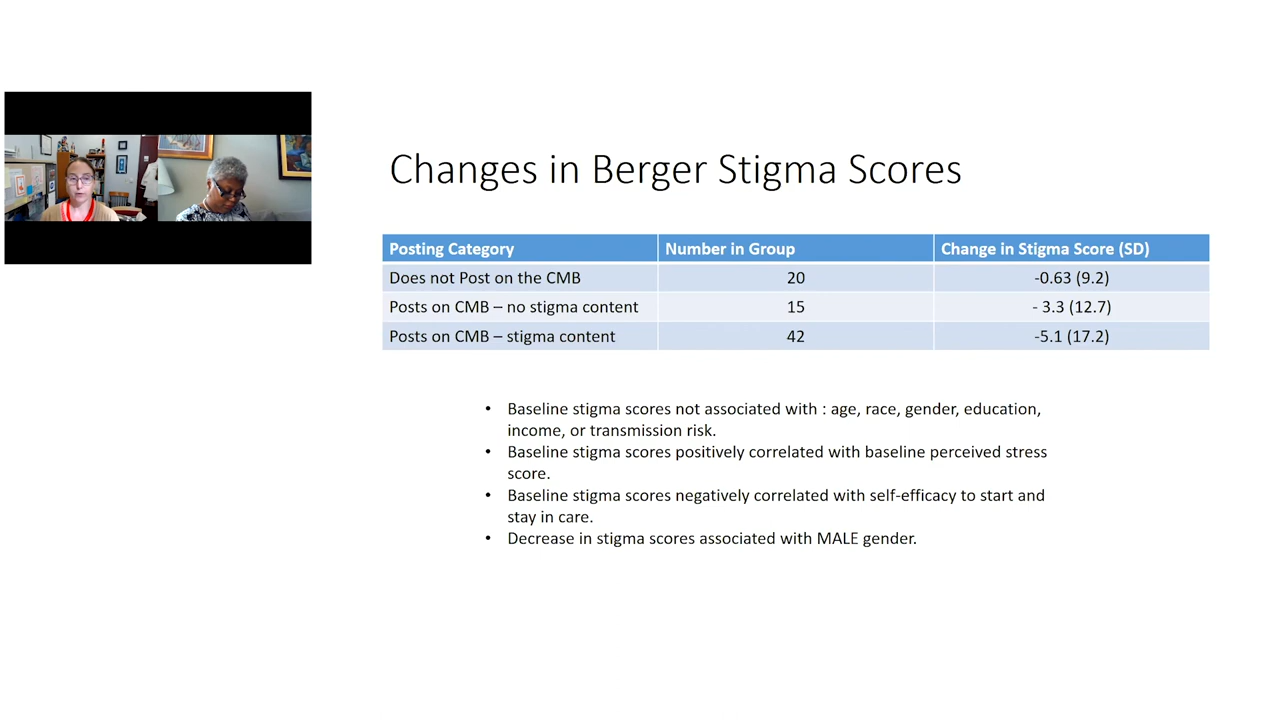 Changes in Berger Stigma Scores
Posting Category Number in Group Change in Stigma Score (SD)
Does not Post on the CMB 20 -0.63 (9.2)
Posts on CMB – no stigma content 15 - 3.3 (12.7)
Posts on CMB – stigma content 42 -5.1 (17.2)
• Baseline stigma scores not associated with : age, race, gender, education,
income, or transmission risk.
• Baseline stigma scores positively correlated with baseline perceived stress
score.
• Baseline stigma scores negatively correlated with self-efficacy to start and
stay in care.
• Decrease in stigma scores associated with MALE gender.